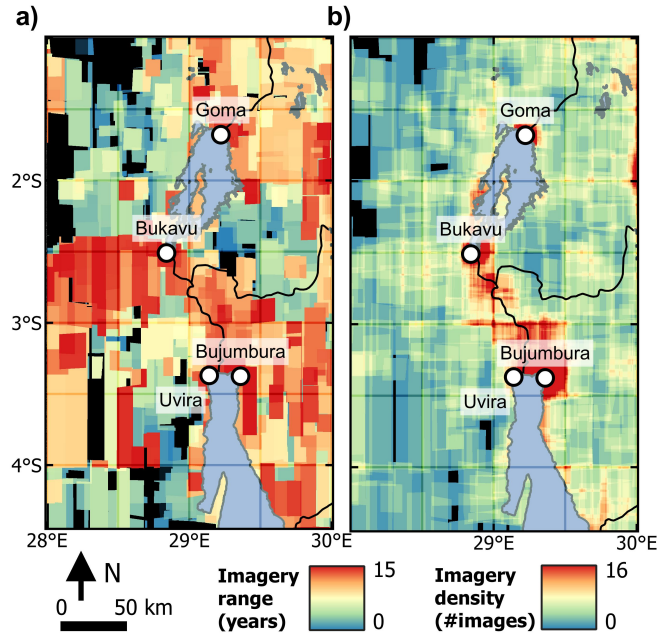 a)
b)
Goma
Goma
2°S
Bukavu
Bukavu
3°S
Bujumbura
Bujumbura
Uvira
Uvira
4°S
28°E
29°E
30°E
29°E
30°E
N
0
50 km
Imagery
range
(years)
15
0
Imagery
density
(#images)
16
0